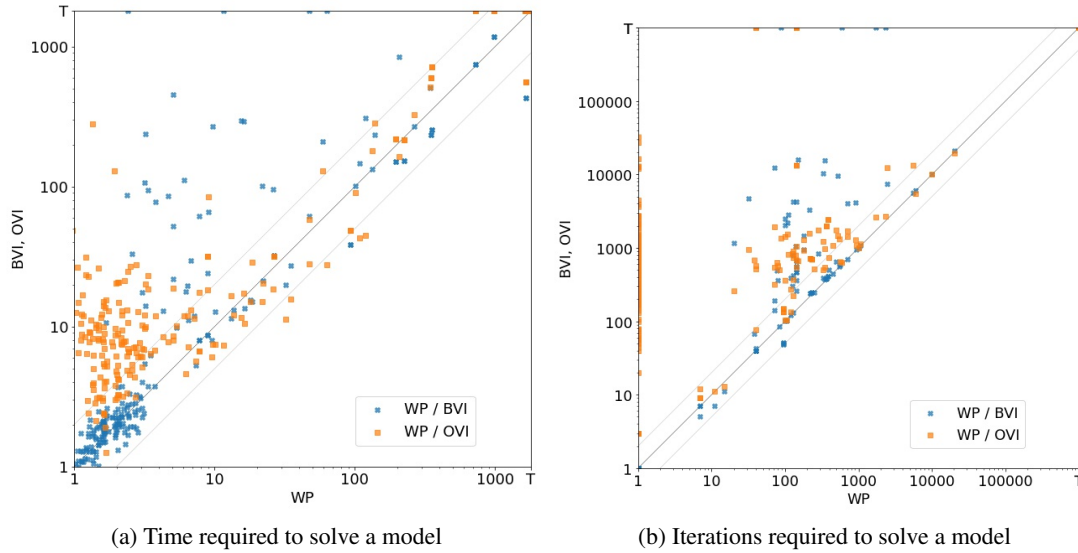 T
1000
100
10
1
BVI, OVI
1
10
100
1000
T
WP
WP / BVI
WP / OVI
(a) Time required to solve a model
T
100000
10000
1000
100
10
1
BVI, OVI
1
10
100
1000
10000
100000
T
WP
WP / BVI
WP / OVI
(b) Iterations required to solve a model